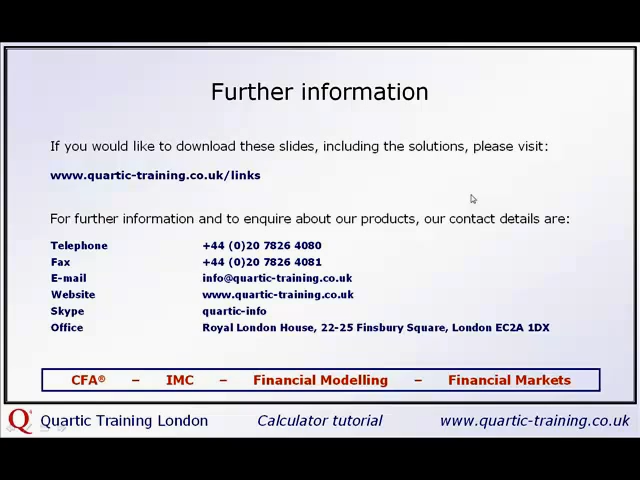 Further information
If you would like to download these slides, including the solutions, please visit:
www.quartic-training.co.uk/links
For further information and to enquire about our products, our contact details are:
Telephone +44 (0)20 7826 4080
Fax +44 (0)20 7826 4081
E-mail info@quartic-training.co.uk
Website www.quartic-training.co.uk
Skype quartic-info
Office Royal London House, 22-25 Finsbury Square, London EC2A 1DX
CFA® – IMC – Financial Modelling – Financial Markets
Q Quartic Training London Calculator tutorial www.quartic-training.co.uk